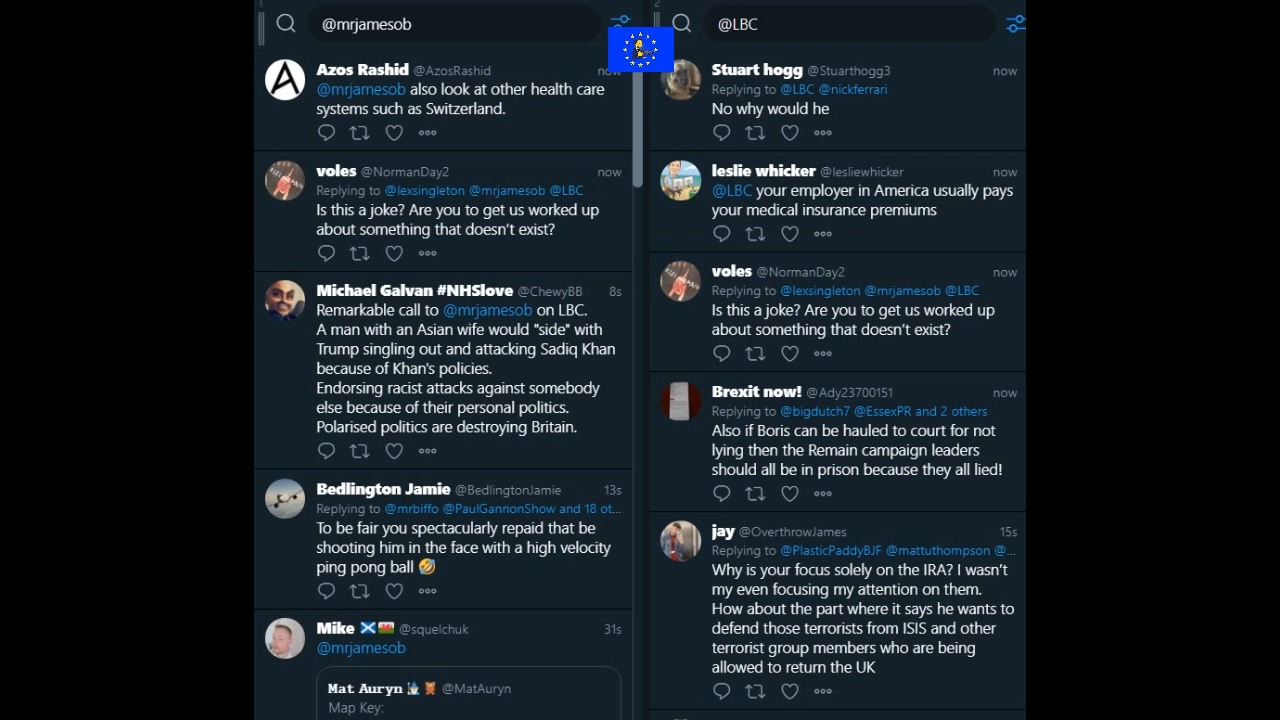 1
@mrjamesob
Azos Rashid @AzosRashid now
@mrjamesob also look at other health care
systems such as Switzerland.
voles @NormanDay2 now
Replying to @lexsingleton @mrjamesob @LBC
Is this a joke? Are you to get us worked up
about something that doesn’t exist?
Michael Galvan #NHSlove @ChewyBB 8s
Remarkable call to @mrjamesob on LBC.
A man with an Asian wife would "side" with
Trump singling out and attacking Sadiq Khan
because of Khan's policies.
Endorsing racist attacks against somebody
else because of their personal politics.
Polarised politics are destroying Britain.
Bedlington Jamie @BedlingtonJamie 13s
Replying to @mrbiffo @PaulGannonShow and 18 ot...
To be fair you spectacularly repaid that be
shooting him in the face with a high velocity
ping pong ball 🤣
Mike 🏴󠁧󠁢󠁳󠁣󠁴󠁿🏴󠁧󠁢󠁷󠁬󠁳󠁿 @squelchuk 31s
@mrjamesob
Mat Auryn @MatAuryn
Map Key:
2
@LBC
Stuart hogg @Stuarthogg3 now
Replying to @LBC @nickferrari
No why would he
leslie whicker @lesliewhicker now
@LBC your employer in America usually pays
your medical insurance premiums
voles @NormanDay2 now
Replying to @lexsingleton @mrjamesob @LBC
Is this a joke? Are you to get us worked up
about something that doesn’t exist?
Brexit now! @Ady23700151 now
Replying to @bigdutch7 @EssexPR and 2 others
Also if Boris can be hauled to court for not
lying then the Remain campaign leaders
should all be in prison because they all lied!
jay @OverthrowJames 15s
Replying to @PlasticPaddyBJF @mattuthompson @...
Why is your focus solely on the IRA? I wasn’t
my even focusing my attention on them.
How about the part where it says he wants to
defend those terrorists from ISIS and other
terrorist group members who are being
allowed to return the UK